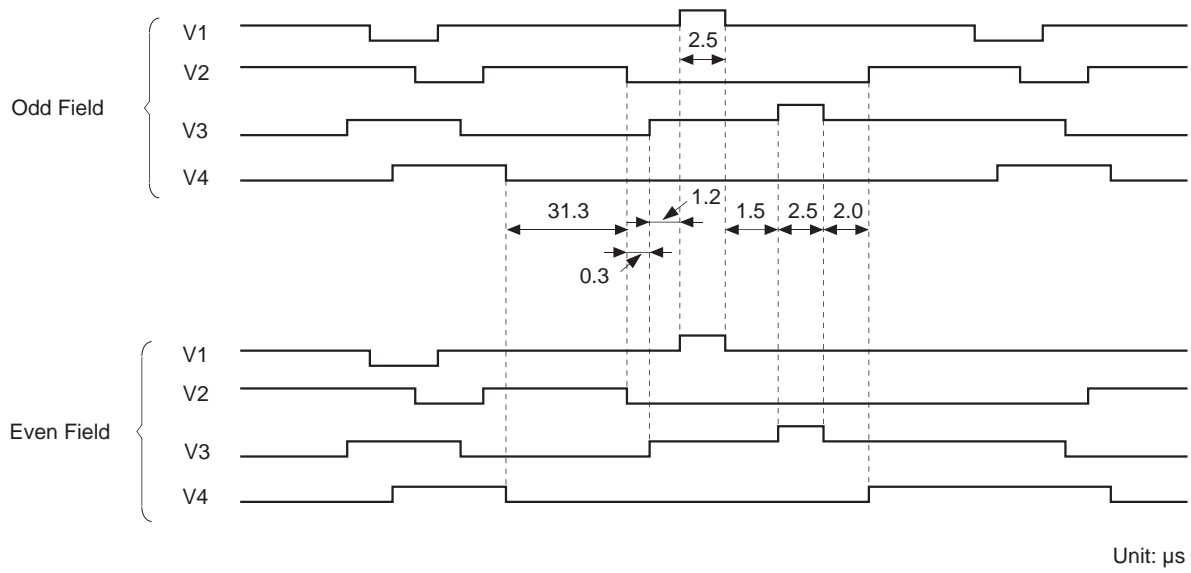 Odd Field
V1
2.5
V2
V3
V4
31.3
1.2
1.5
2.5
2.0
0.3
Even Field
V1
V2
V3
V4
Unit: μs